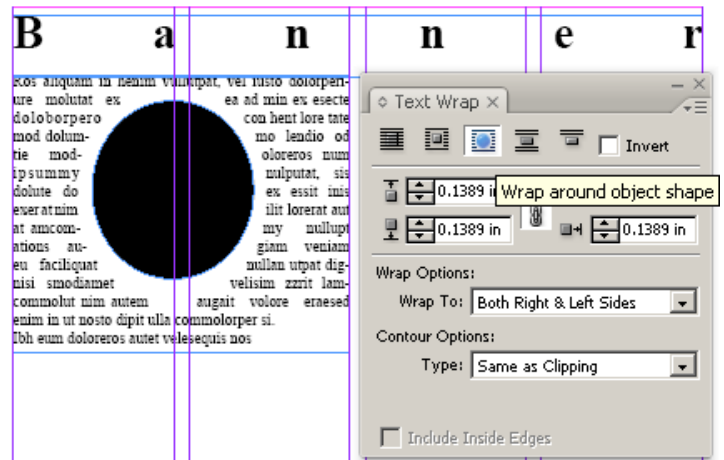 B a n n e r
Ros aliquam in henim vullutpat, vel iusto dolorperi-
ure molutat ex ea ad min ex esecte
doloborpero con hent lore tate
mod dolum- mo lendio od
tie mod- oloreros num
ipsummy nulputat, sis
dolute do ex essit inis
exeratnim ilit lorerat aut
at amcom- my nullupt
ations au- giam veniam
eu faciliquat nullan utpat dig-
nisi smodiamet velisim zzrit lam-
commolut nim autem augait volore eraesed
enim in ut nosto dipit ulla commolorper si.
Ibh eum doloreros autet velesequis nos
Text Wrap
Invert
0.1389 in
Wrap around object shape
0.1389 in 0.1389 in
Wrap Options:
Wrap To: Both Right & Left Sides
Contour Options:
Type: Same as Clipping
Include Inside Edges